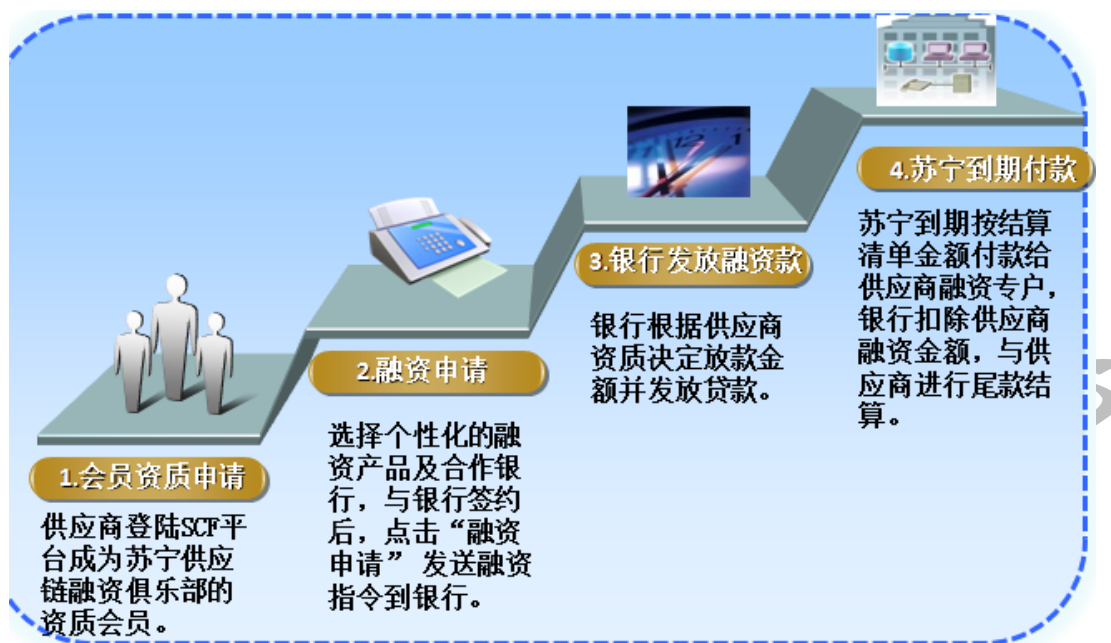 1.会员资质申请
供应商登陆SCF平
台成为苏宁供应
链融资俱乐部的
资质会员。
2.融资申请
选择个性化的融
资产品及合作银
行，与银行签约
后，点击“融资
申请” 发送融资
指令到银行。
3.银行发放融资款
银行根据供应商
资质决定放款金
额并发放贷款。
4.苏宁到期付款
苏宁到期按结算
清单金额付款给
供应商融资专户，
银行扣除供应商
融资金额，与供
应商进行尾款结
算。